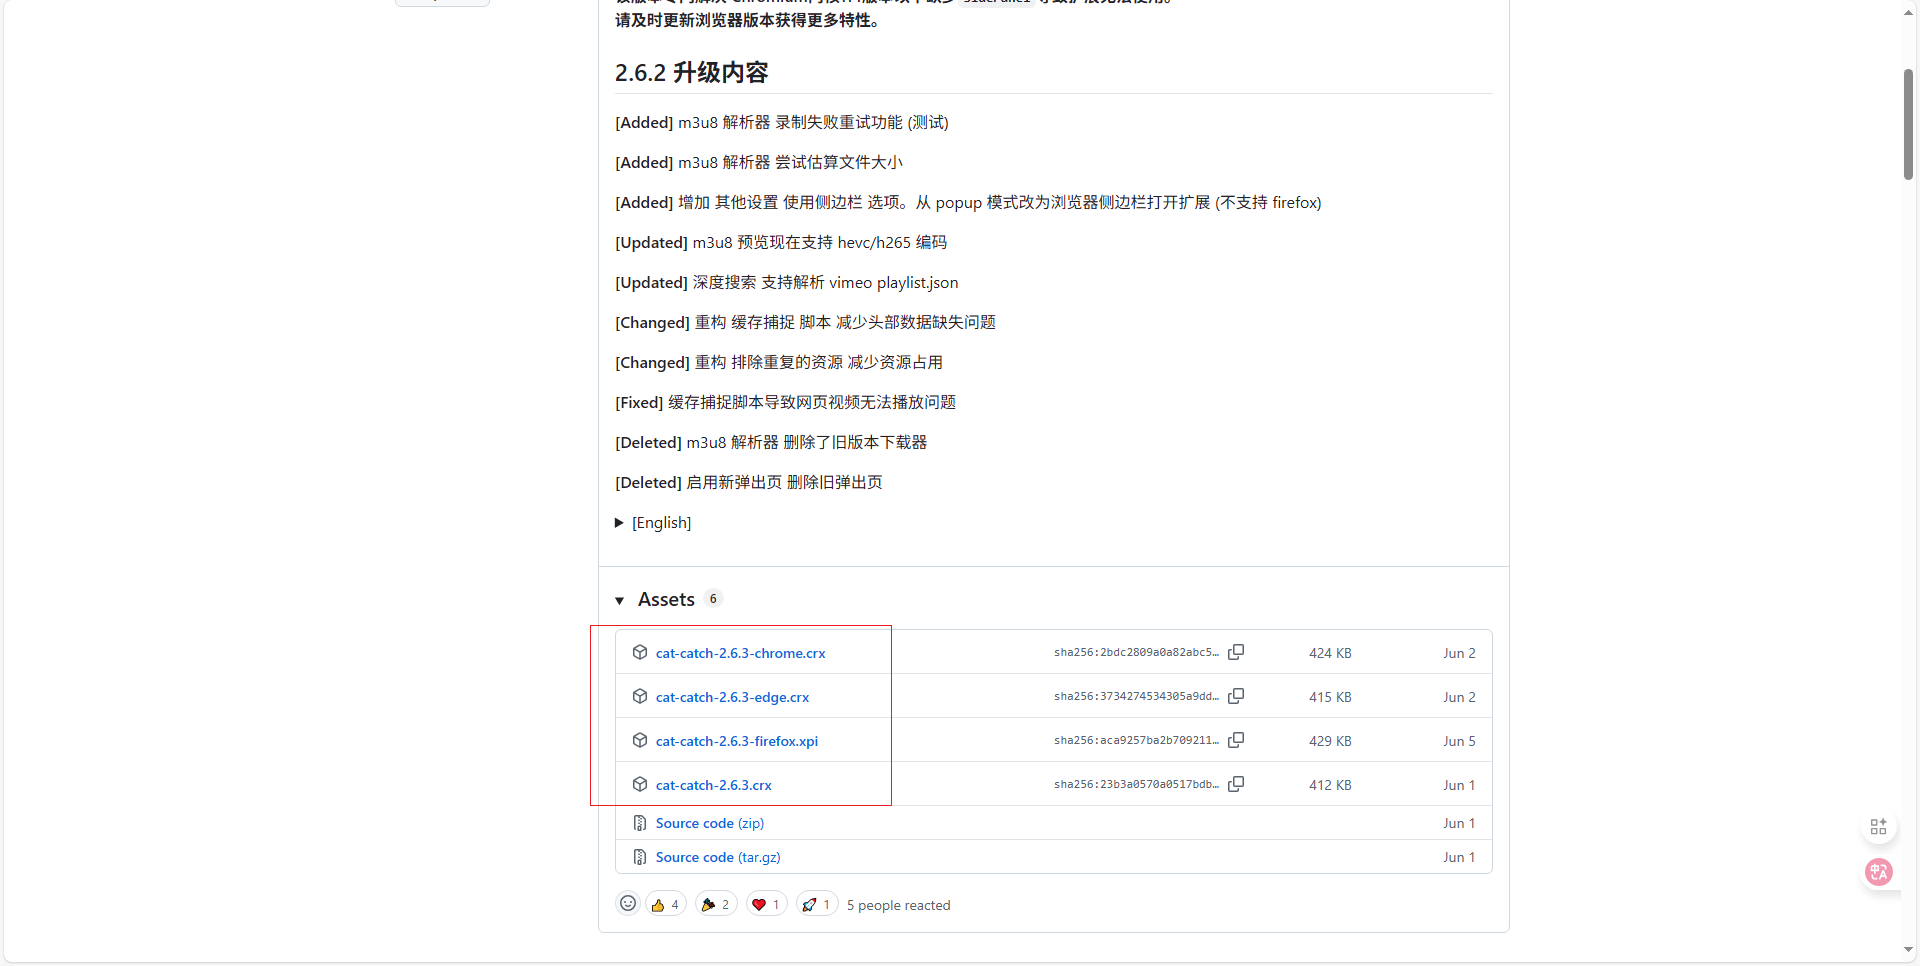 请及时更新浏览器版本获得更多特性。
2.6.2 升级内容
[Added] m3u8 解析器 录制失败重试功能 (测试)
[Added] m3u8 解析器 尝试估算文件大小
[Added] 增加 其他设置 使用侧边栏 选项。从 popup 模式改为浏览器侧边栏打开扩展 (不支持 firefox)
[Updated] m3u8 预览现在支持 hevc/h265 编码
[Updated] 深度搜索 支持解析 vimeo playlist.json
[Changed] 重构 缓存捕捉 脚本 减少头部数据缺失问题
[Changed] 重构 排除重复的资源 减少资源占用
[Fixed] 缓存捕捉脚本导致网页视频无法播放问题
[Deleted] m3u8 解析器 删除了旧版本下载器
[Deleted] 启用新弹出页 删除旧弹出页
[English]
Assets 6
cat-catch-2.6.3-chrome.crx sha256:2bdc2809a0a82abc5… 424 KB Jun 2
cat-catch-2.6.3-edge.crx sha256:3734274534305a9dd… 415 KB Jun 2
cat-catch-2.6.3-firefox.xpi sha256:aca9257ba2b709211… 429 KB Jun 5
cat-catch-2.6.3.crx sha256:23b3a0570a0517bdb… 412 KB Jun 1
Source code (zip) Jun 1
Source code (tar.gz) Jun 1
4 2 1 1 5 people reacted